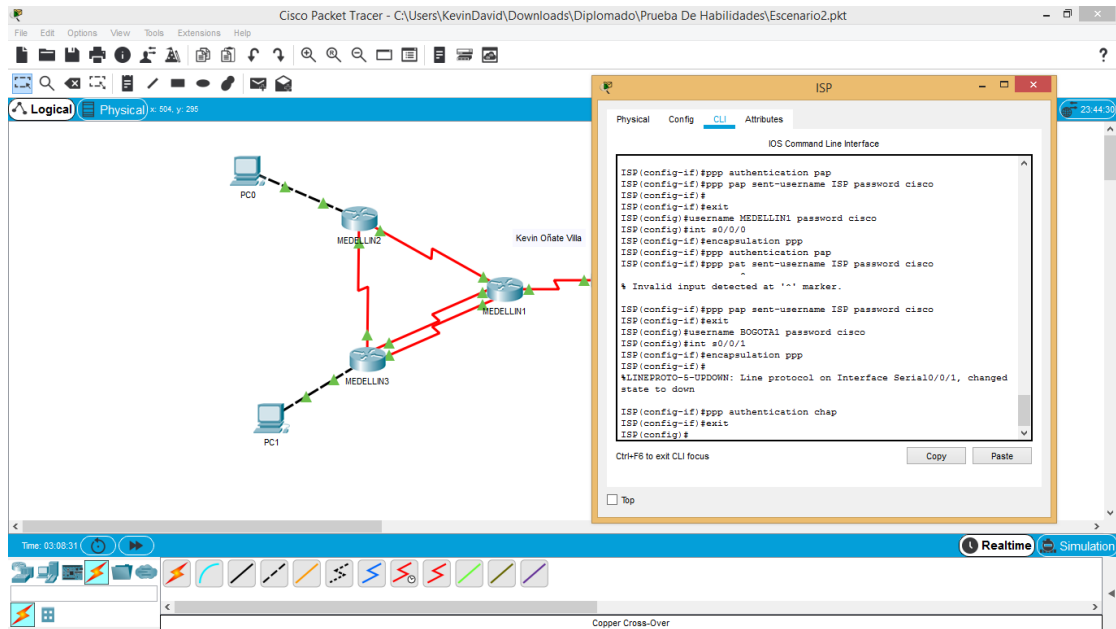 Cisco Packet Tracer - C:\Users\KevinDavid\Downloads\Diplomado\Prueba De Habilidades\Escenario2.pkt
File Edit Options View Tools Extensions Help
?
Logical Physical x: 504, y: 295
23:44:30
PC0
MEDELLIN2
Kevin Oñate Villa
MEDELLIN1
MEDELLIN3
PC1
ISP
Physical Config CLI Attributes
IOS Command Line Interface
ISP(config-if)#ppp authentication pap
ISP(config-if)#ppp pap sent-username ISP password cisco
ISP(config-if)#
ISP(config-if)#exit
ISP(config)#username MEDELLIN1 password cisco
ISP(config)#int s0/0/0
ISP(config-if)#encapsulation ppp
ISP(config-if)#ppp authentication pap
ISP(config-if)#ppp pat sent-username ISP password cisco
^
% Invalid input detected at '^' marker.
ISP(config-if)#ppp pap sent-username ISP password cisco
ISP(config-if)#exit
ISP(config)#username BOGOTA1 password cisco
ISP(config)#int s0/0/1
ISP(config-if)#encapsulation ppp
ISP(config-if)#
%LINEPROTO-5-UPDOWN: Line protocol on Interface Serial0/0/1, changed
state to down
ISP(config-if)#ppp authentication chap
ISP(config-if)#exit
ISP(config)#
Ctrl+F6 to exit CLI focus
Copy Paste
Top
Time: 03:08:31
Realtime Simulation
Copper Cross-Over